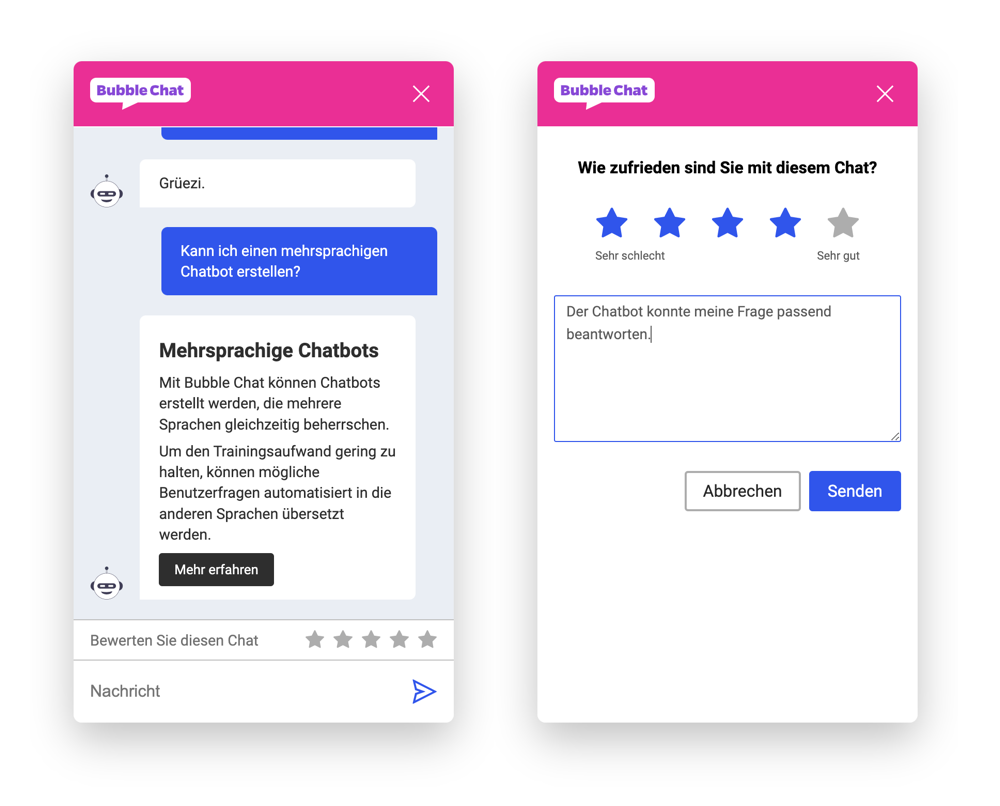 Bubble Chat
Grüezi.
Kann ich einen mehrsprachigen
Chatbot erstellen?
Mehrsprachige Chatbots
Mit Bubble Chat können Chatbots
erstellt werden, die mehrere
Sprachen gleichzeitig beherrschen.
Um den Trainingsaufwand gering zu
halten, können mögliche
Benutzerfragen automatisiert in die
anderen Sprachen übersetzt
werden.
Mehr erfahren
Bewerten Sie diesen Chat
Nachricht
Bubble Chat
Wie zufrieden sind Sie mit diesem Chat?
Sehr schlecht
Sehr gut
Der Chatbot konnte meine Frage passend
beantworten.
Abbrechen
Senden